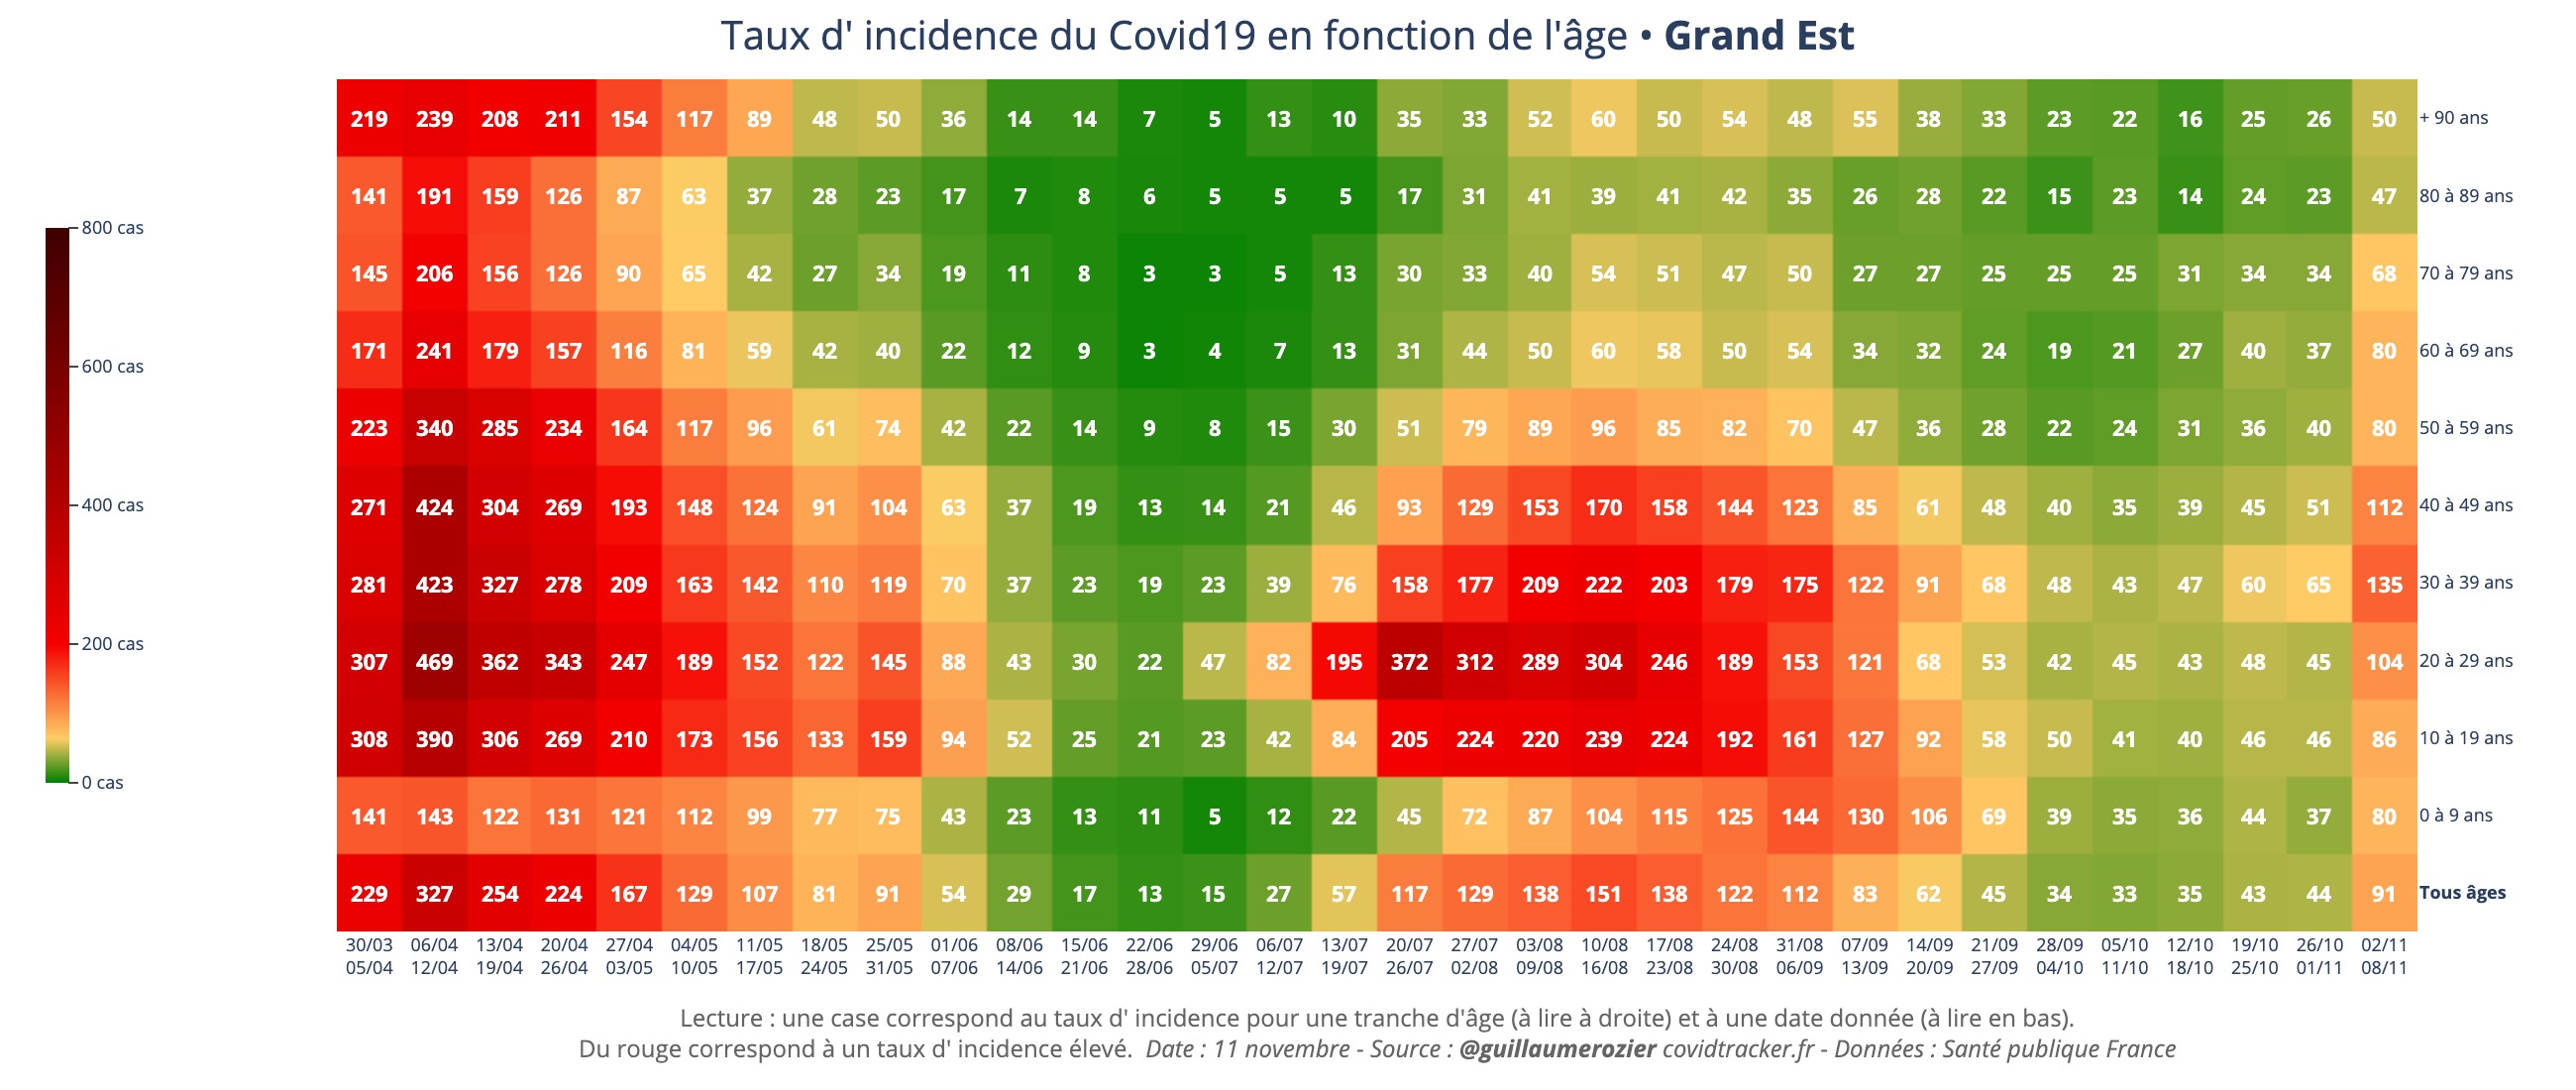 Taux d' incidence du Covid19 en fonction de l'âge • Grand Est
219 239 208 211 154 117 89 48 50 36 14 14 7 5 13 10 35 33 52 60 50 54 48 55 38 33 23 22 16 25 26 50 + 90 ans
141 191 159 126 87 63 37 28 23 17 7 8 6 5 5 5 17 31 41 39 41 42 35 26 28 22 15 23 14 24 23 47 80 à 89 ans
800 cas
145 206 156 126 90 65 42 27 34 19 11 8 3 3 5 13 30 33 40 54 51 47 50 27 27 25 25 25 31 34 34 68 70 à 79 ans
171 241 179 157 116 81 59 42 40 22 12 9 3 4 7 13 31 44 50 60 58 50 54 34 32 24 19 21 27 40 37 80 60 à 69 ans
600 cas
223 340 285 234 164 117 96 61 74 42 22 14 9 8 15 30 51 79 89 96 85 82 70 47 36 28 22 24 31 36 40 80 50 à 59 ans
400 cas
271 424 304 269 193 148 124 91 104 63 37 19 13 14 21 46 93 129 153 170 158 144 123 85 61 48 40 35 39 45 51 112 40 à 49 ans
281 423 327 278 209 163 142 110 119 70 37 23 19 23 39 76 158 177 209 222 203 179 175 122 91 68 48 43 47 60 65 135 30 à 39 ans
200 cas
307 469 362 343 247 189 152 122 145 88 43 30 22 47 82 195 372 312 289 304 246 189 153 121 68 53 42 45 43 48 45 104 20 à 29 ans
308 390 306 269 210 173 156 133 159 94 52 25 21 23 42 84 205 224 220 239 224 192 161 127 92 58 50 41 40 46 46 86 10 à 19 ans
0 cas
141 143 122 131 121 112 99 77 75 43 23 13 11 5 12 22 45 72 87 104 115 125 144 130 106 69 39 35 36 44 37 80 0 à 9 ans
229 327 254 224 167 129 107 81 91 54 29 17 13 15 27 57 117 129 138 151 138 122 112 83 62 45 34 33 35 43 44 91 Tous âges
30/03 06/04 13/04 20/04 27/04 04/05 11/05 18/05 25/05 01/06 08/06 15/06 22/06 29/06 06/07 13/07 20/07 27/07 03/08 10/08 17/08 24/08 31/08 07/09 14/09 21/09 28/09 05/10 12/10 19/10 26/10 02/11
05/04 12/04 19/04 26/04 03/05 10/05 17/05 24/05 31/05 07/06 14/06 21/06 28/06 05/07 12/07 19/07 26/07 02/08 09/08 16/08 23/08 30/08 06/09 13/09 20/09 27/09 04/10 11/10 18/10 25/10 01/11 08/11
Lecture : une case correspond au taux d' incidence pour une tranche d'âge (à lire à droite) et à une date donnée (à lire en bas).
Du rouge correspond à un taux d' incidence élevé. Date : 11 novembre - Source : @guillaumerozier covidtracker.fr - Données : Santé publique France